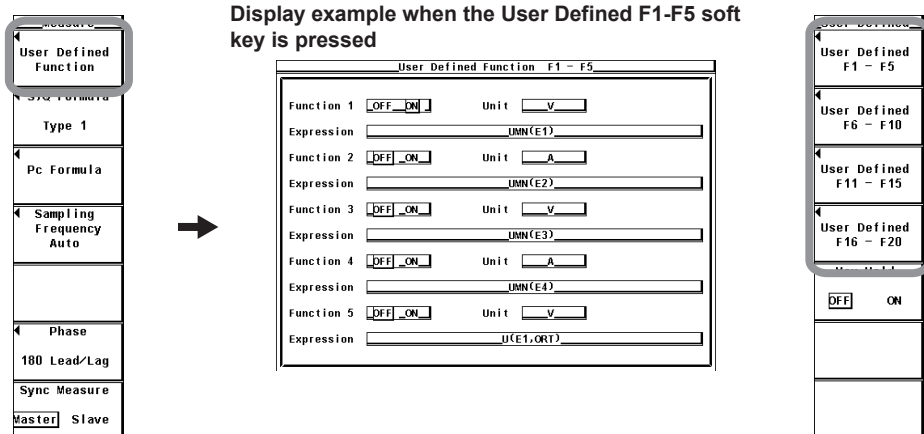 Measure
User Defined
Function
S/Q Formula
Type 1
Pc Formula
Sampling
Frequency
Auto
Phase
180 Lead/Lag
Sync Measure
Master Slave
Display example when the User Defined F1-F5 soft
key is pressed
User Defined Function F1 - F5
Function 1 OFF ON Unit V
Expression UMN(E1)
Function 2 OFF ON Unit A
Expression UMN(E2)
Function 3 OFF ON Unit V
Expression UMN(E3)
Function 4 OFF ON Unit A
Expression UMN(E4)
Function 5 OFF ON Unit V
Expression U(E1,ORT)
User Defined
User Defined
F1 - F5
User Defined
F6 - F10
User Defined
F11 - F15
User Defined
F16 - F20
OFF ON